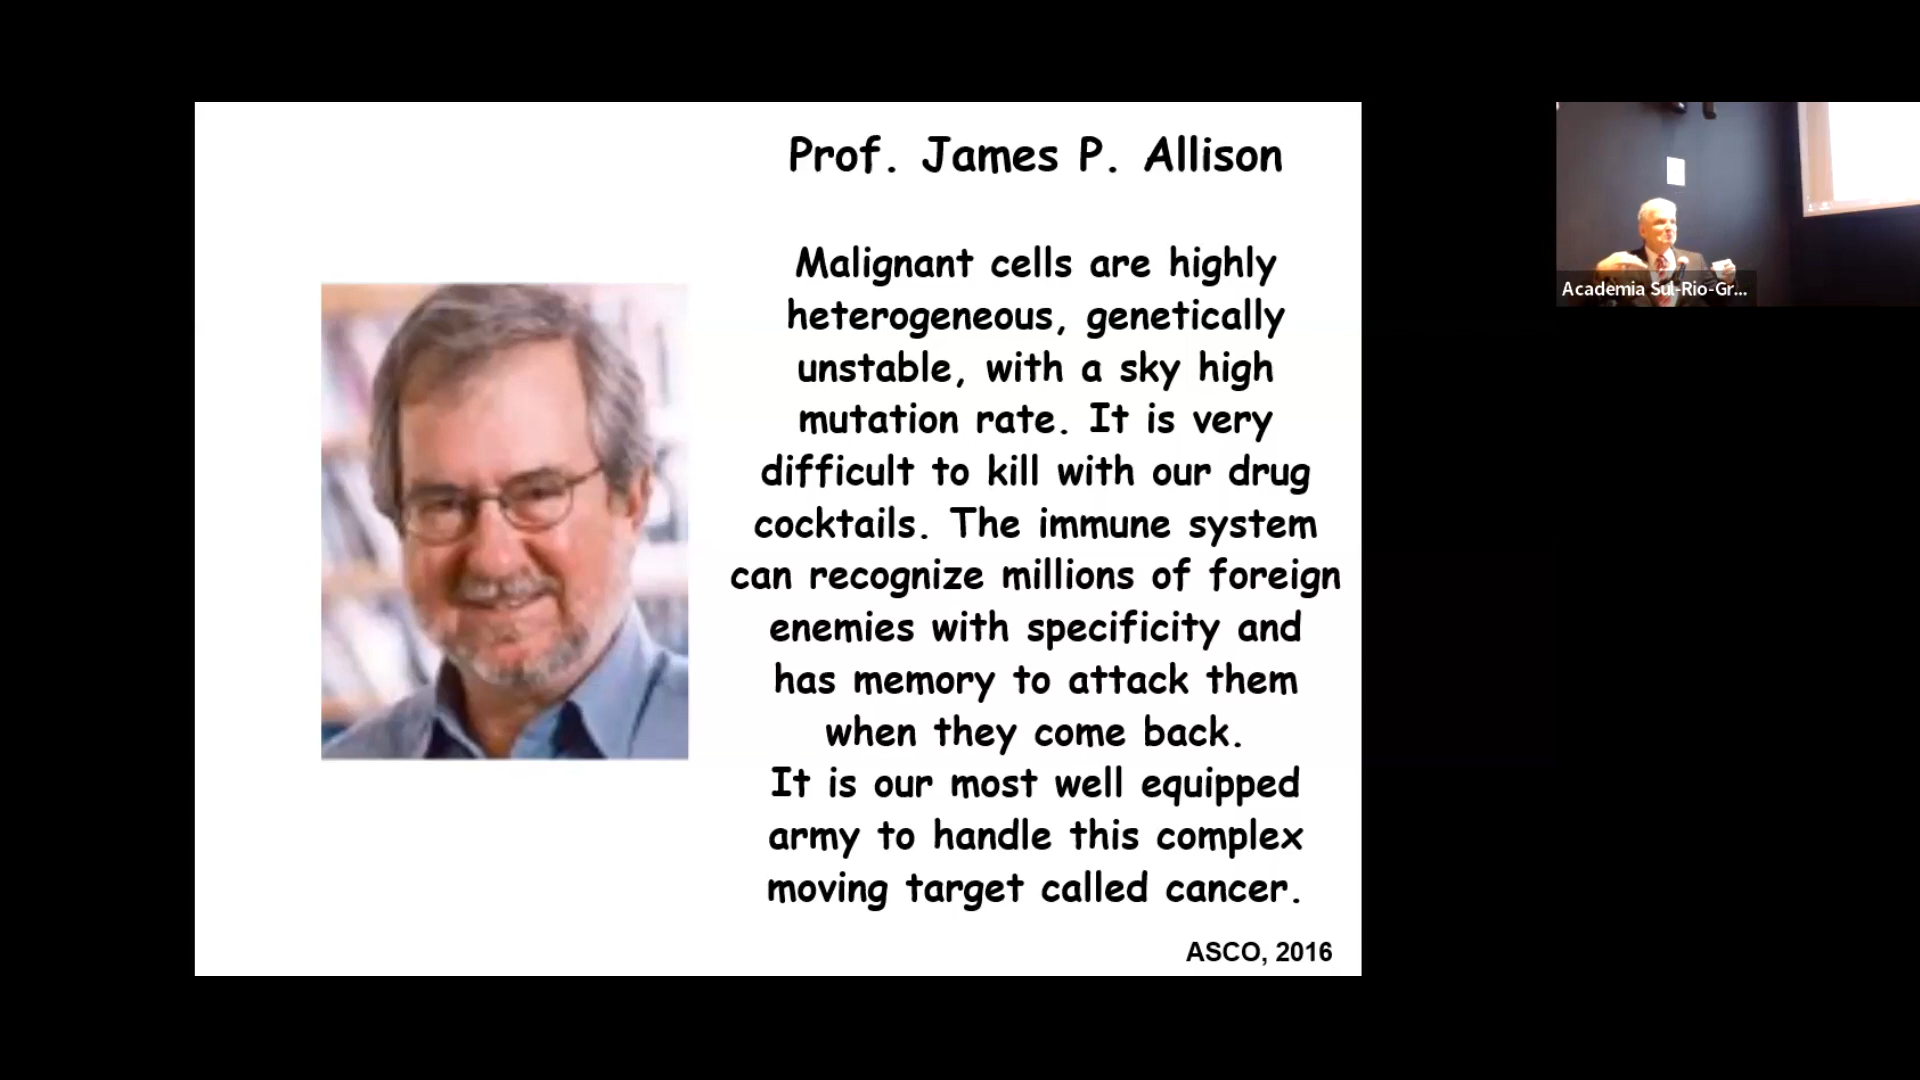 Prof. James P. Allison
Malignant cells are highly
heterogeneous, genetically
unstable, with a sky high
mutation rate. It is very
difficult to kill with our drug
cocktails. The immune system
can recognize millions of foreign
enemies with specificity and
has memory to attack them
when they come back.
It is our most well equipped
army to handle this complex
moving target called cancer.
ASCO, 2016
Academia Sul-Rio-Gr...